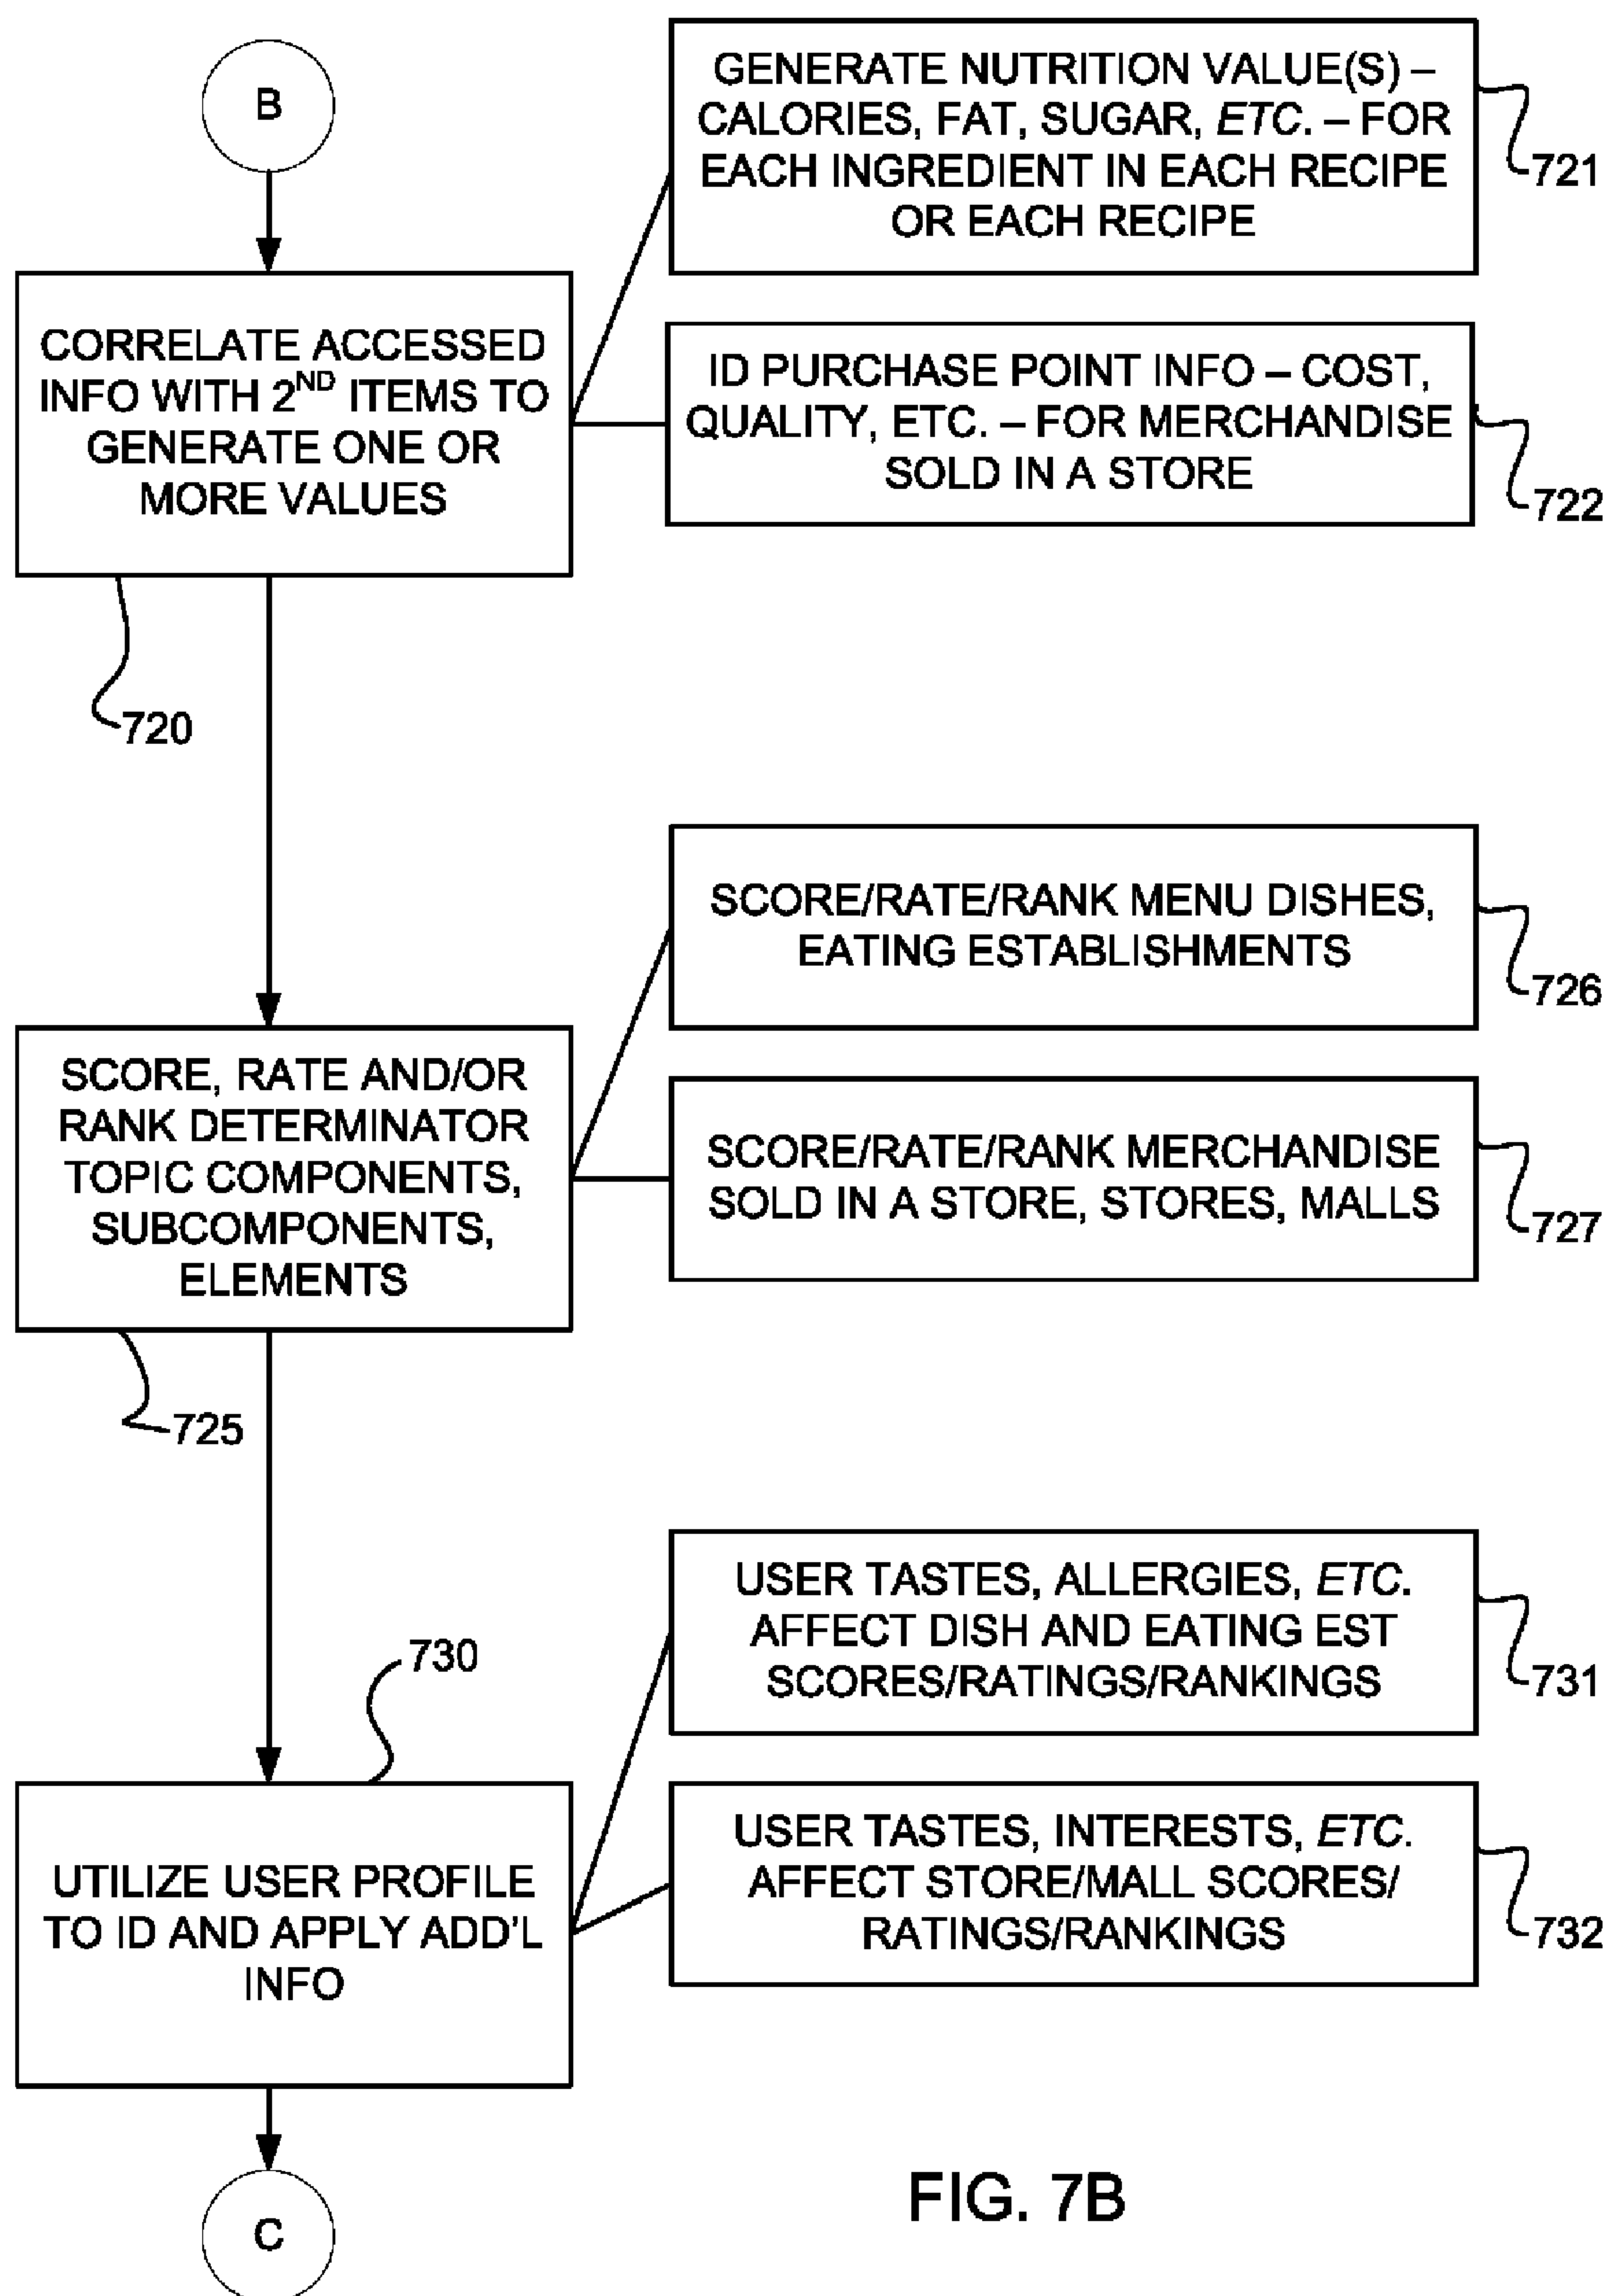 B
GENERATE NUTRITION VALUE(S) –
CALORIES, FAT, SUGAR, ETC. – FOR
EACH INGREDIENT IN EACH RECIPE
OR EACH RECIPE
721
CORRELATE ACCESSED
INFO WITH 2ND ITEMS TO
GENERATE ONE OR
MORE VALUES
720
ID PURCHASE POINT INFO – COST,
QUALITY, ETC. – FOR MERCHANDISE
SOLD IN A STORE
722
SCORE/RATE/RANK MENU DISHES,
EATING ESTABLISHMENTS
726
SCORE, RATE AND/OR
RANK DETERMINATOR
TOPIC COMPONENTS,
SUBCOMPONENTS,
ELEMENTS
725
SCORE/RATE/RANK MERCHANDISE
SOLD IN A STORE, STORES, MALLS
727
USER TASTES, ALLERGIES, ETC.
AFFECT DISH AND EATING EST
SCORES/RATINGS/RANKINGS
731
730
UTILIZE USER PROFILE
TO ID AND APPLY ADD'L
INFO
USER TASTES, INTERESTS, ETC.
AFFECT STORE/MALL SCORES/
RATINGS/RANKINGS
732
C
FIG. 7B